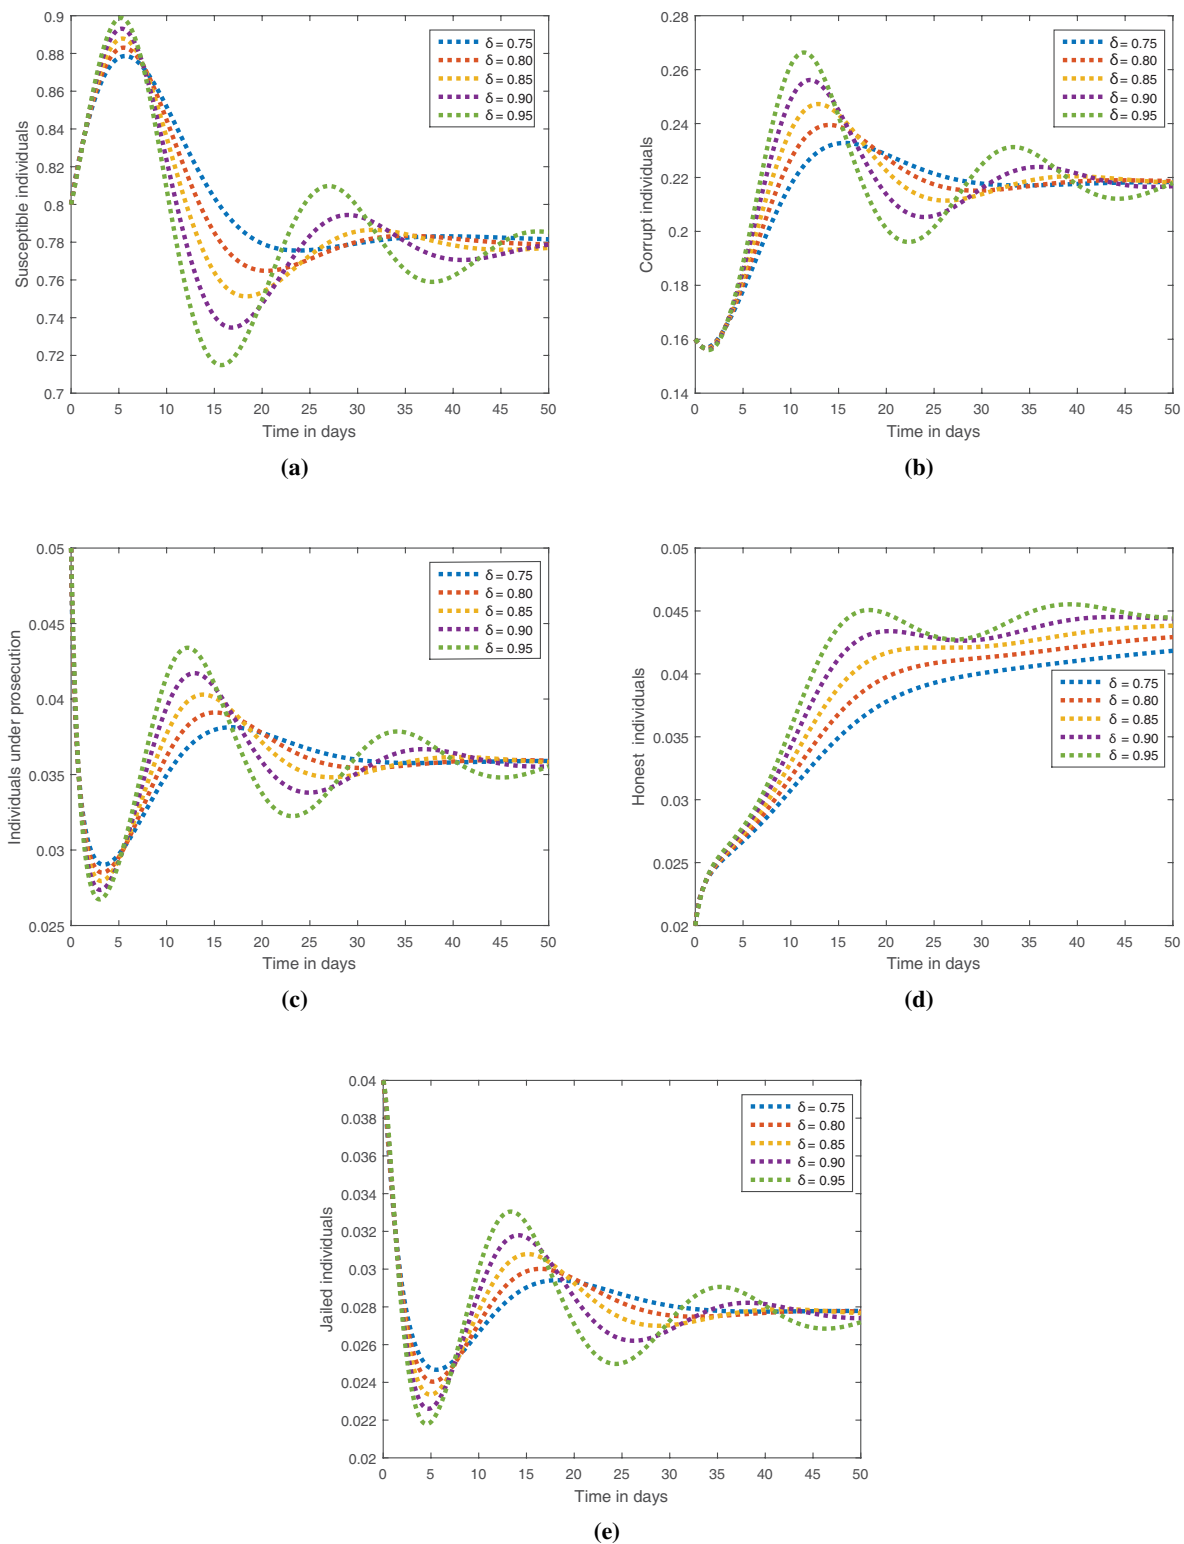 0.9
0.88
0.86
0.84
0.82
0.8
0.78
0.76
0.74
0.72
0.7
Susceptible individuals
0 5 10 15 20 25 30 35 40 45 50
Time in days
δ = 0.75
δ = 0.80
δ = 0.85
δ = 0.90
δ = 0.95
(a)
0.28
0.26
0.24
0.22
0.2
0.18
0.16
0.14
Corrupt individuals
0 5 10 15 20 25 30 35 40 45 50
Time in days
δ = 0.75
δ = 0.80
δ = 0.85
δ = 0.90
δ = 0.95
(b)
0.05
0.045
0.04
0.035
0.03
0.025
Individuals under prosecution
0 5 10 15 20 25 30 35 40 45 50
Time in days
δ = 0.75
δ = 0.80
δ = 0.85
δ = 0.90
δ = 0.95
(c)
0.05
0.045
0.04
0.035
0.03
0.025
0.02
Honest individuals
0 5 10 15 20 25 30 35 40 45 50
Time in days
δ = 0.75
δ = 0.80
δ = 0.85
δ = 0.90
δ = 0.95
(d)
0.04
0.038
0.036
0.034
0.032
0.03
0.028
0.026
0.024
0.022
0.02
Jailed individuals
0 5 10 15 20 25 30 35 40 45 50
Time in days
δ = 0.75
δ = 0.80
δ = 0.85
δ = 0.90
δ = 0.95
(e)